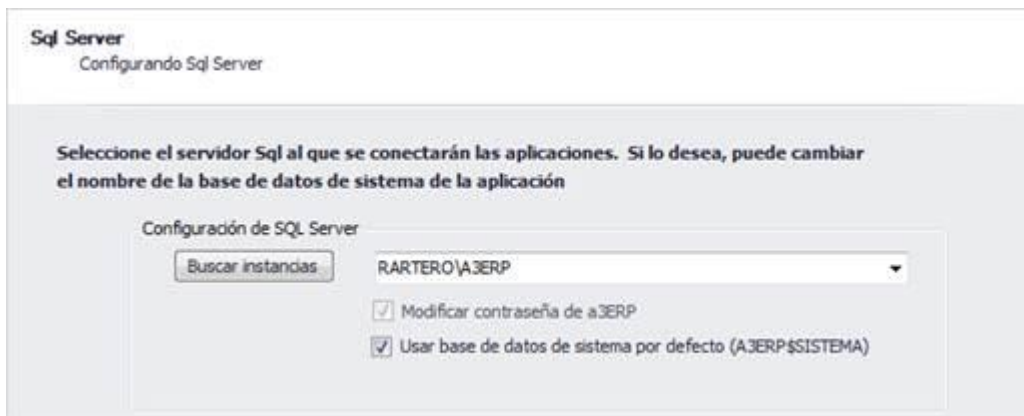 Sql Server
Configurando Sql Server
Seleccione el servidor Sql al que se conectarán las aplicaciones. Si lo desea, puede cambiar
el nombre de la base de datos de sistema de la aplicación
Configuración de SQL Server
Buscar instancias
RARTERO\A3ERP
Modificar contraseña de a3ERP
Usar base de datos de sistema por defecto (A3ERP$SISTEMA)